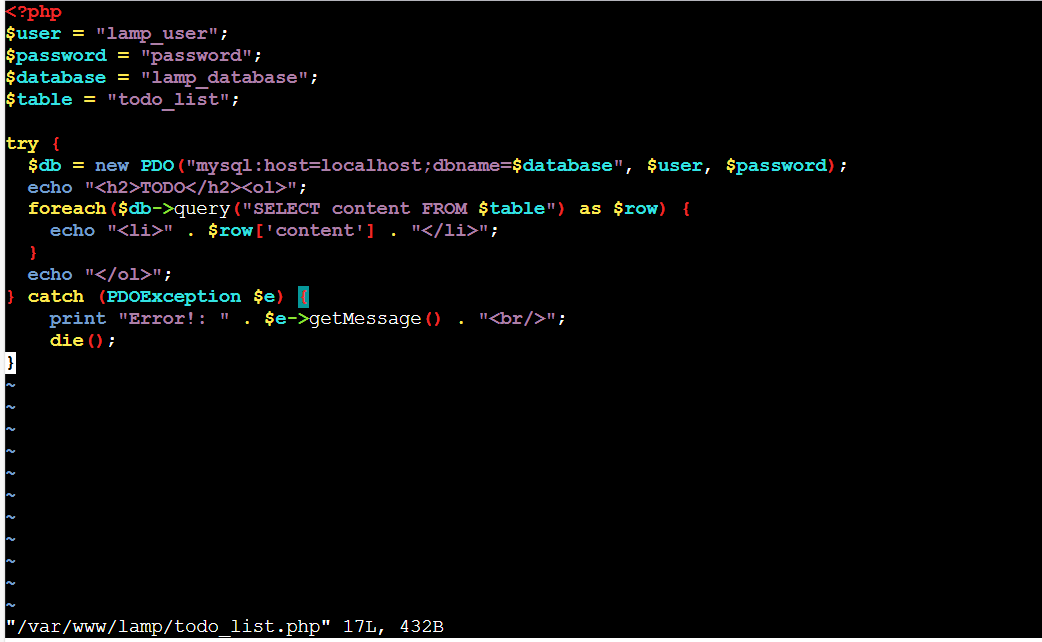 <?php
$user = "lamp_user";
$password = "password";
$database = "lamp_database";
$table = "todo_list";

try {
  $db = new PDO("mysql:host=localhost;dbname=$database", $user, $password);
  echo "<h2>TODO</h2><ol>";
  foreach($db->query("SELECT content FROM $table") as $row) {
    echo "<li>" . $row['content'] . "</li>";
  }
  echo "</ol>";
} catch (PDOException $e) {
    print "Error!: " . $e->getMessage() . "<br/>";
    die();
}
~
~
~
~
~
~
~
~
~
~
~
"/var/www/lamp/todo_list.php" 17L, 432B